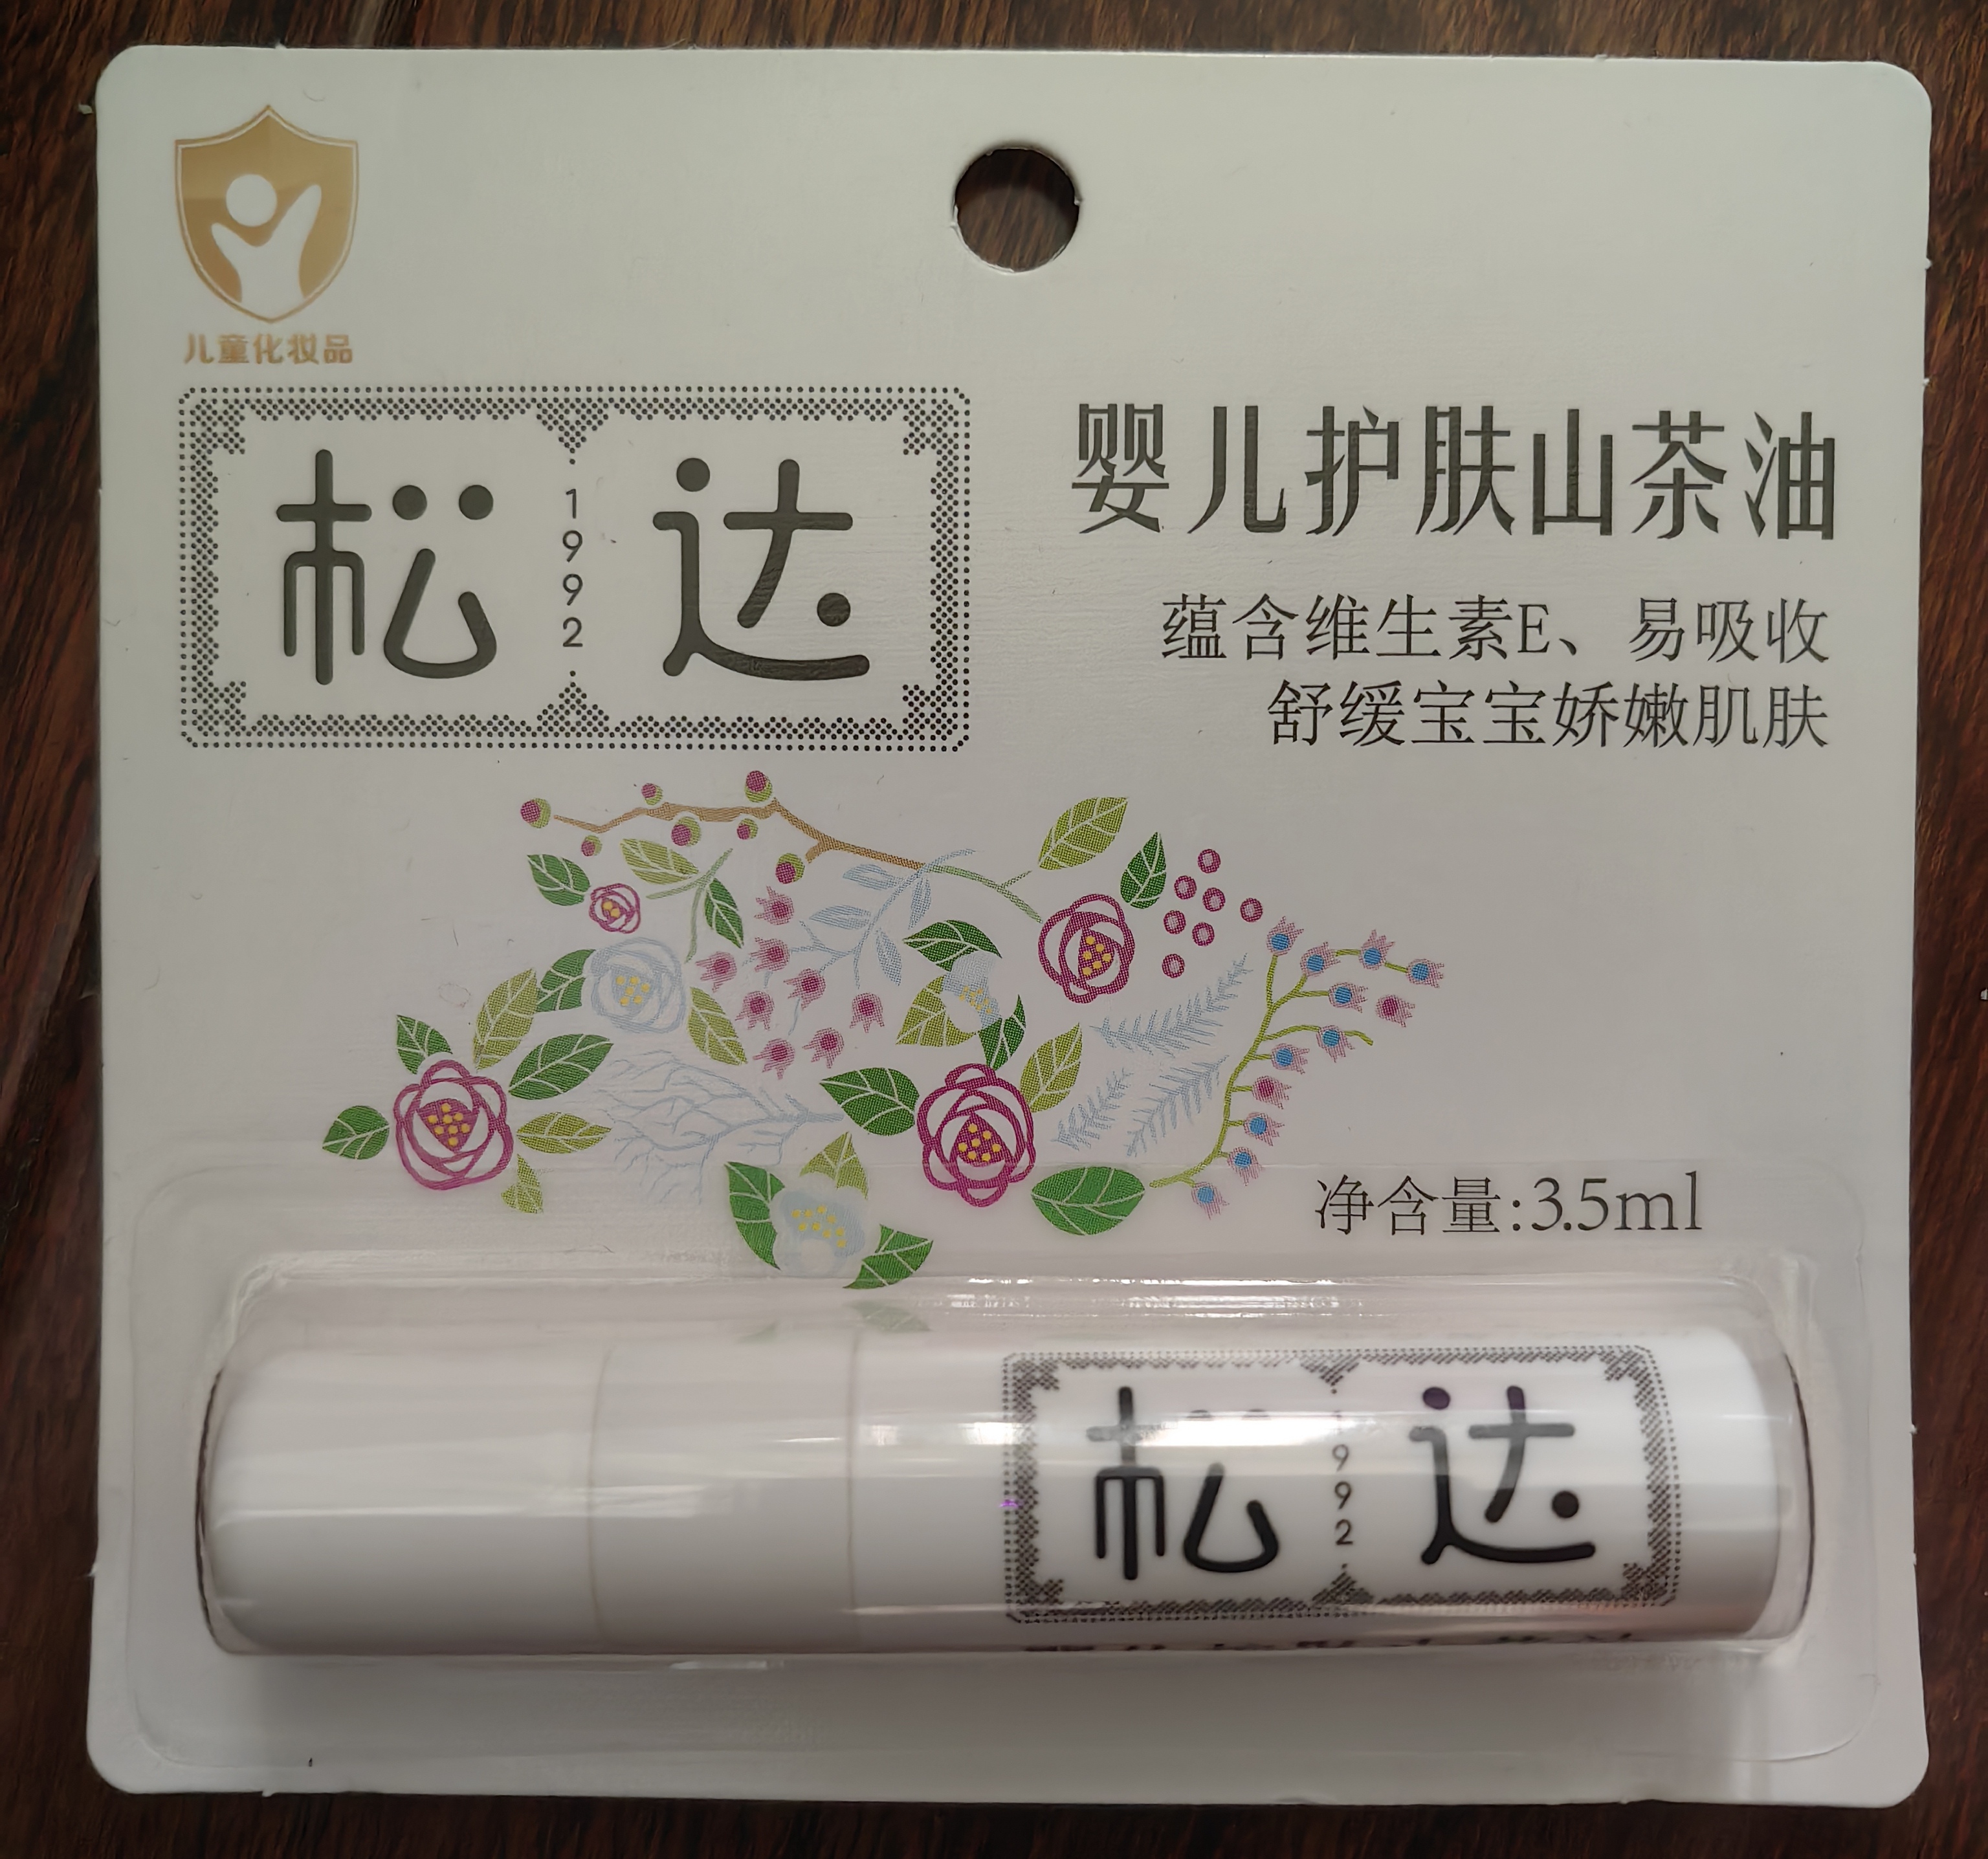 儿童化妆品
松 1992 达
婴儿护肤山茶油
蕴含维生素E、易吸收
舒缓宝宝娇嫩肌肤
净含量:3.5ml
松 1992 达